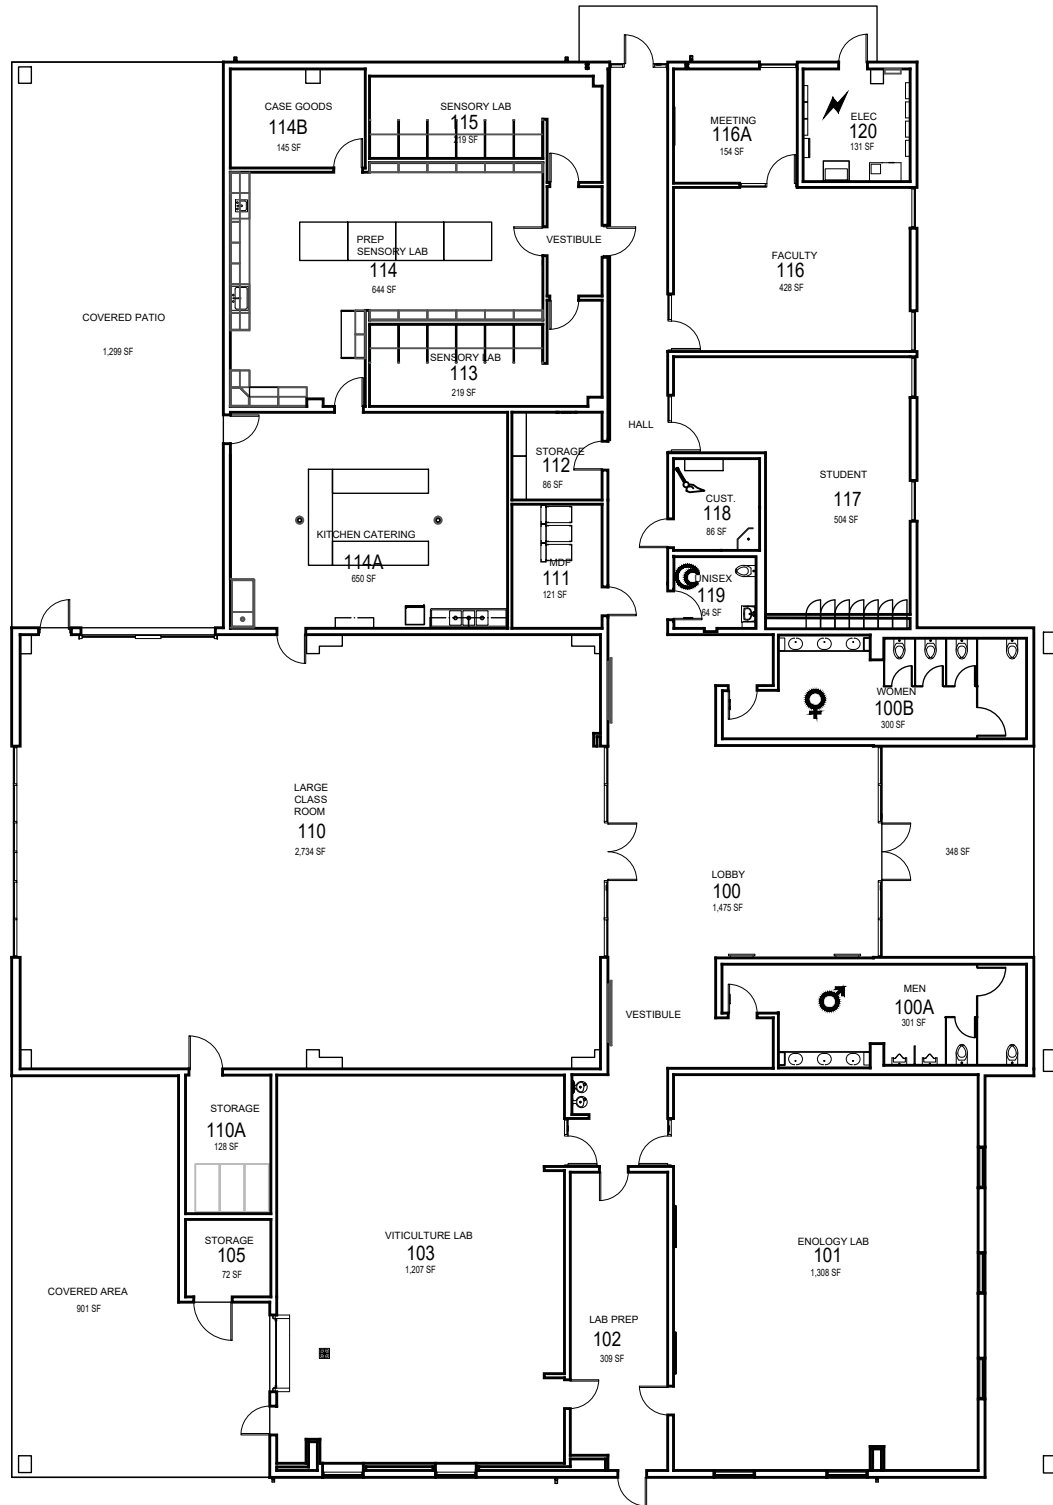 CASE GOODS
114B
145 SF
SENSORY LAB
115
219 SF
MEETING
116A
154 SF
ELEC
120
131 SF
PREP
SENSORY LAB
114
644 SF
VESTIBULE
FACULTY
116
428 SF
COVERED PATIO
1,299 SF
SENSORY LAB
113
219 SF
HALL
STORAGE
112
86 SF
STUDENT
117
504 SF
CUST.
118
86 SF
KITCHEN CATERING
114A
650 SF
MDF
111
121 SF
UNISEX
119
64 SF
WOMEN
100B
300 SF
LARGE
CLASS
ROOM
110
2,734 SF
LOBBY
100
1,475 SF
348 SF
MEN
100A
301 SF
VESTIBULE
STORAGE
110A
128 SF
STORAGE
105
72 SF
VITICULTURE LAB
103
1,207 SF
ENOLOGY LAB
101
1,308 SF
COVERED AREA
901 SF
LAB PREP
102
309 SF